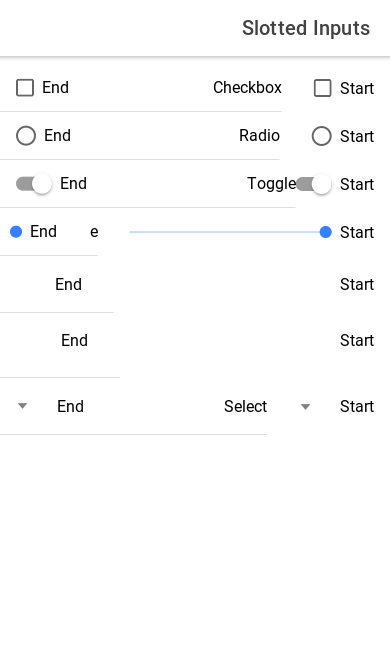 Slotted Inputs
End Checkbox Start
End Radio Start
End Toggle Start
End e Start
End Start
End Start
End Select Start